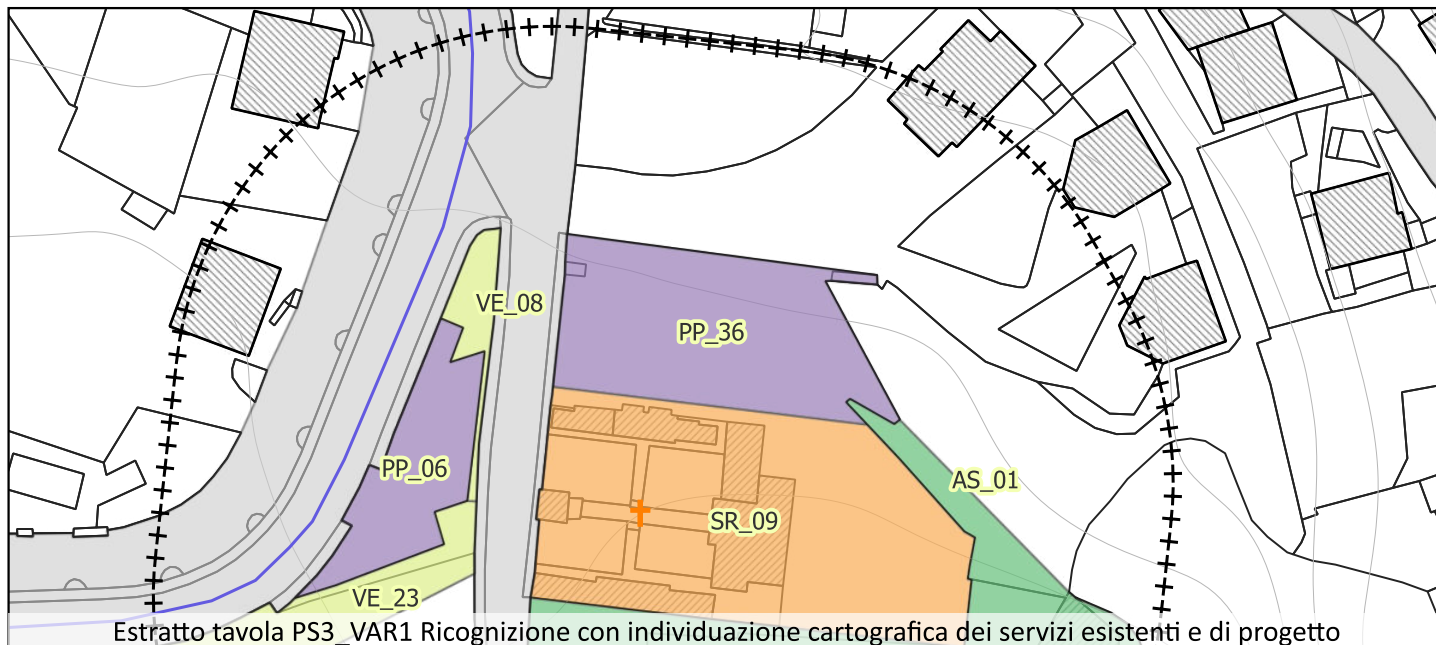 VE_08
PP_36
PP_06
AS_01
SR_09
VE_23
Estratto tavola PS3_VAR1 Ricognizione con individuazione cartografica dei servizi esistenti e di progetto